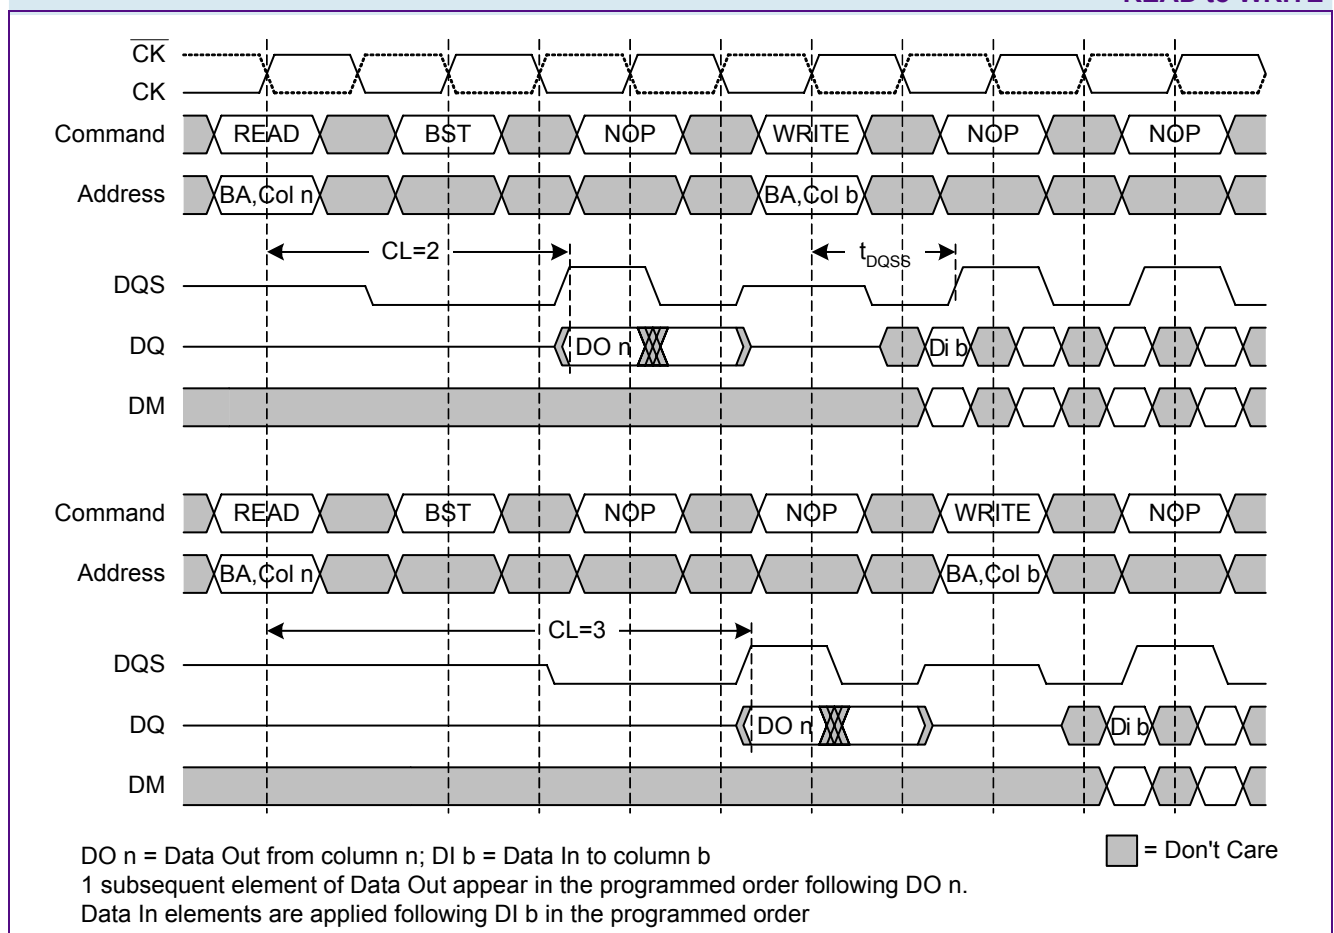 READ to WRITE
CK
CK
Command READ BST NOP WRITE NOP NOP
Address BA,Col n BA,Col b
CL=2 tDQSS
DQS
DQ DO n Di b
DM
Command READ BST NOP NOP WRITE NOP
Address BA,Col n BA,Col b
CL=3
DQS
DQ DO n Di b
DM
DO n = Data Out from column n; DI b = Data In to column b
= Don't Care
1 subsequent element of Data Out appear in the programmed order following DO n.
Data In elements are applied following DI b in the programmed order